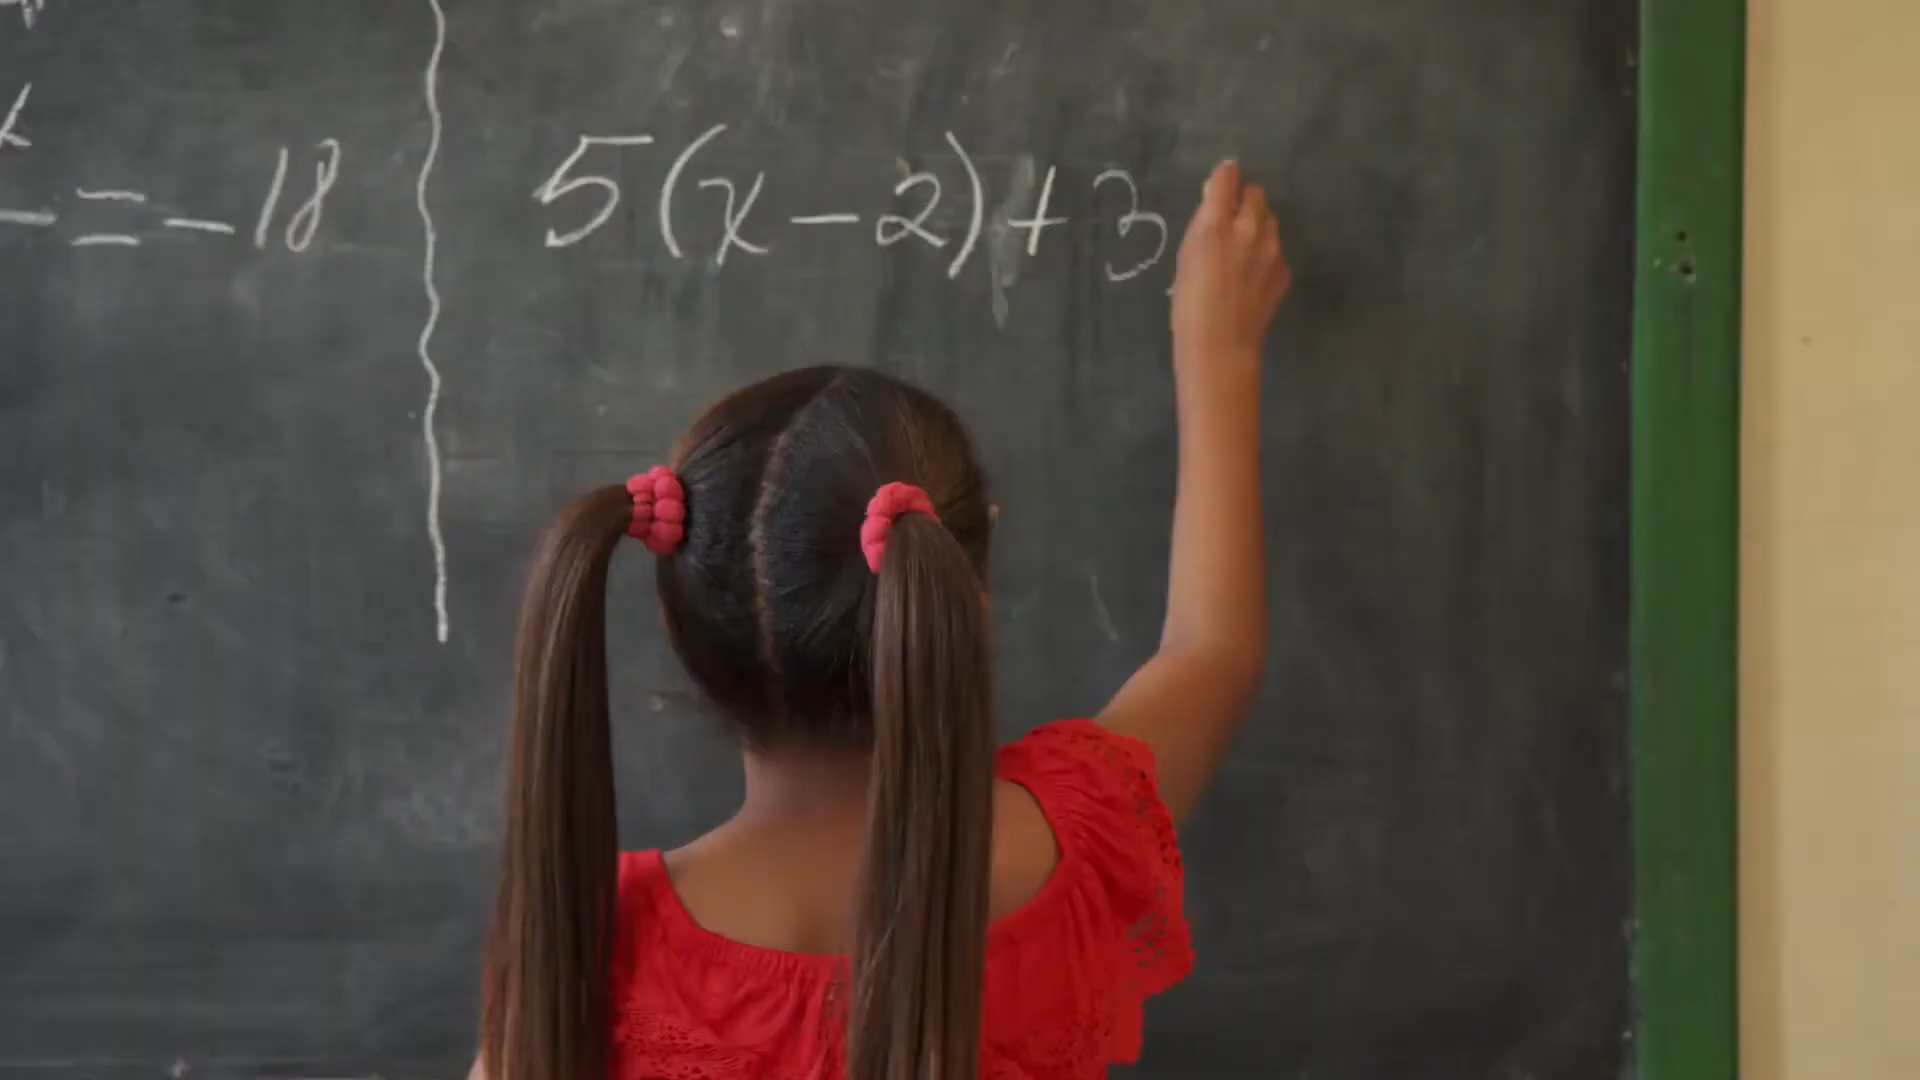 = - 18
5(x - 2) + 3